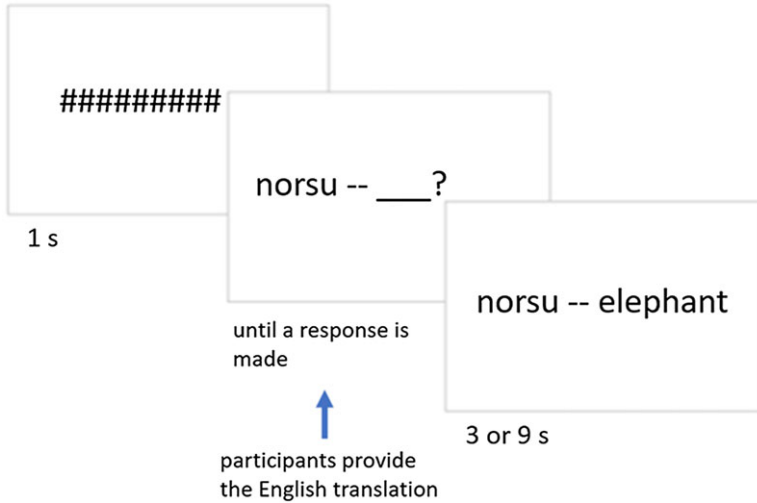 #########
1 s
norsu -- ___?
until a response is
made
participants provide
the English translation
norsu -- elephant
3 or 9 s